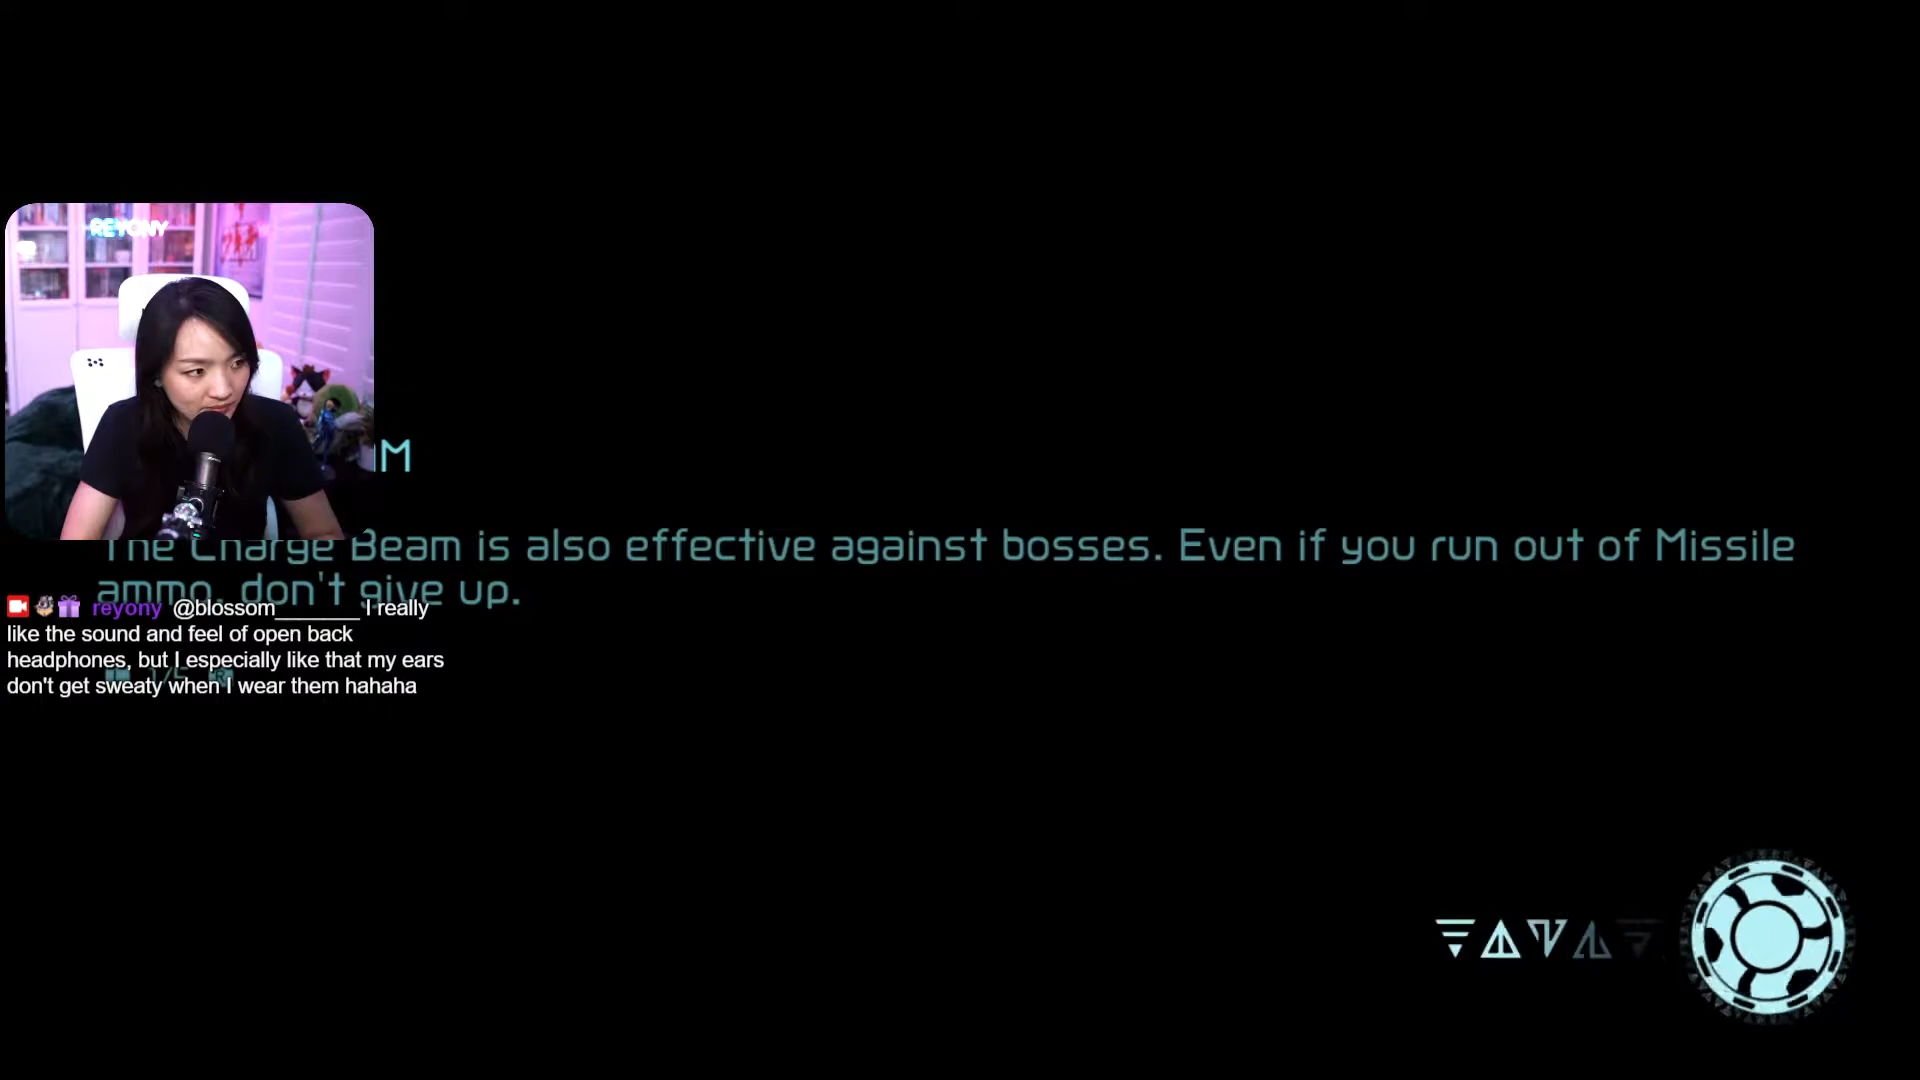 REYONY
The Charge Beam is also effective against bosses. Even if you run out of Missile
ammo, don't give up.
reyony @blossom_______ I really
like the sound and feel of open back
headphones, but I especially like that my ears
don't get sweaty when I wear them hahaha
1/5